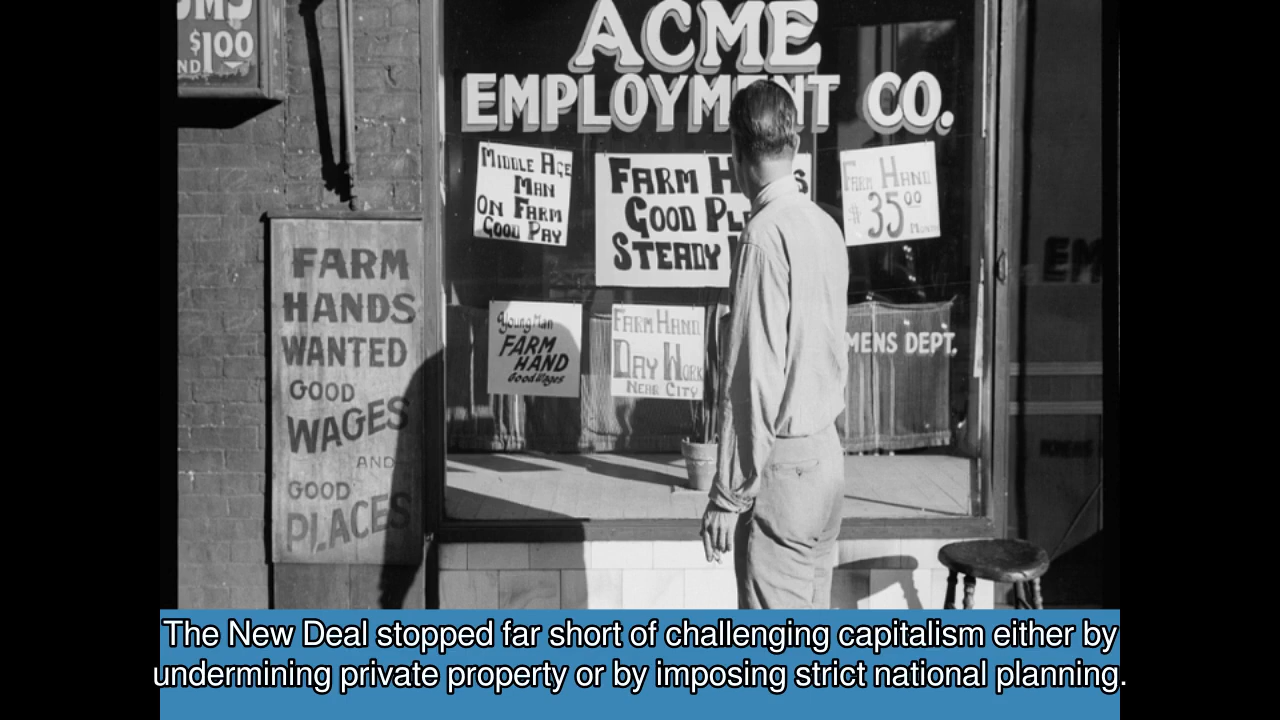 $1.00
ACME
EMPLOYMENT CO.
MIDDLE AGE
MAN
ON FARM
GOOD PAY
FARM
GOOD
STEADY
FARM HAND
$35.00
FARM
HANDS
WANTED
GOOD
WAGES
AND
GOOD
PLACES
Young Man
FARM
HAND
Good Wages
FARM HAND
DAY WORK
NEAR CITY
MENS DEPT.
The New Deal stopped far short of challenging capitalism either by
undermining private property or by imposing strict national planning.